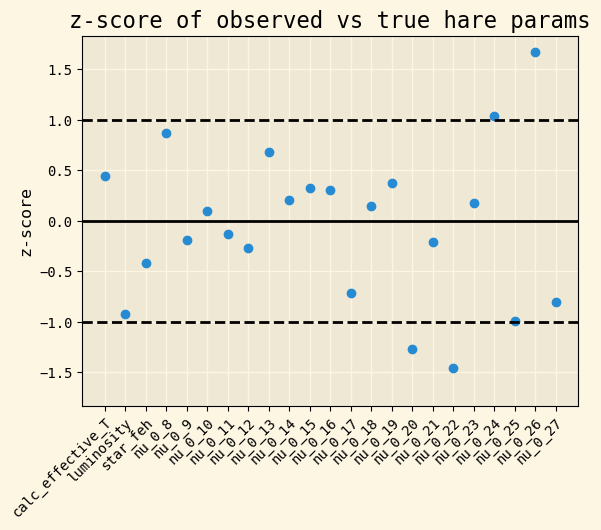 z-score of observed vs true hare params
z-score
1.5
1.0
0.5
0.0
−0.5
−1.0
−1.5
calc_effective_T
luminosity
star_feh
nu_0_8
nu_0_9
nu_0_10
nu_0_11
nu_0_12
nu_0_13
nu_0_14
nu_0_15
nu_0_16
nu_0_17
nu_0_18
nu_0_19
nu_0_20
nu_0_21
nu_0_22
nu_0_23
nu_0_24
nu_0_25
nu_0_26
nu_0_27